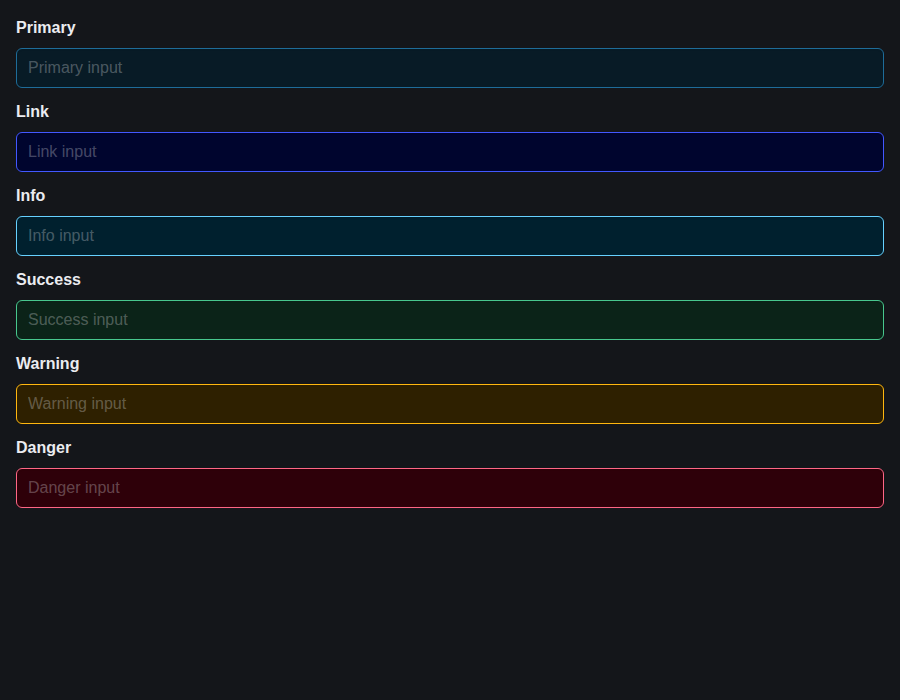 Primary
Primary input
Link
Link input
Info
Info input
Success
Success input
Warning
Warning input
Danger
Danger input